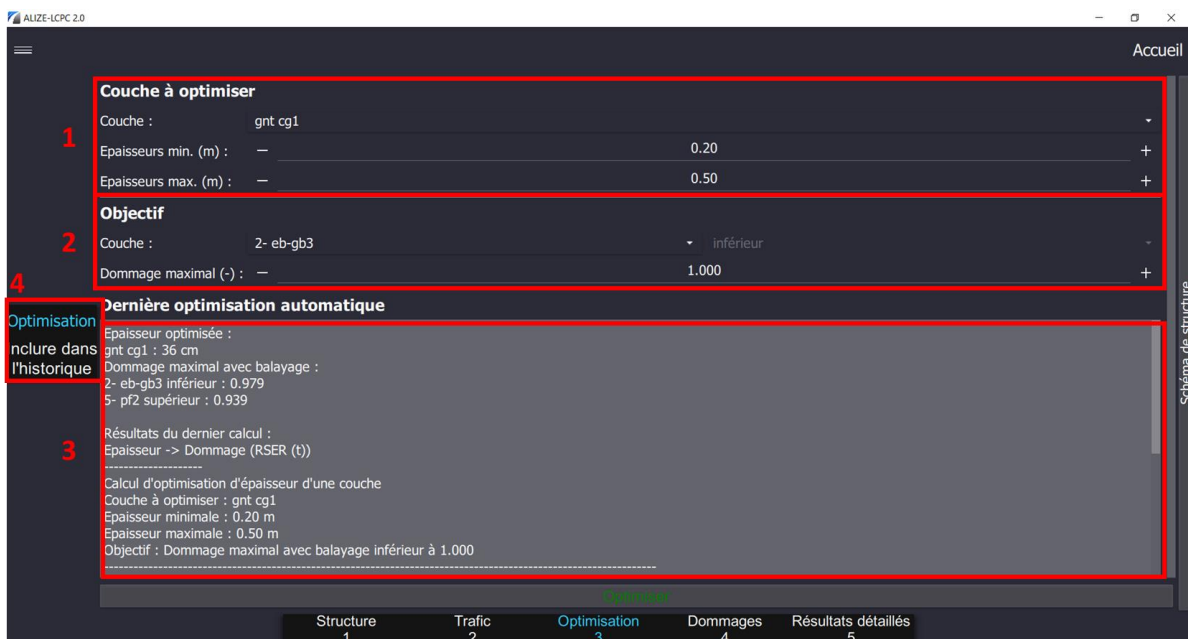 ALIZE-LCPC 2.0
Accueil
1
Couche à optimiser
Couche : gnt cg1
Epaisseurs min. (m) : − 0.20 +
Epaisseurs max. (m) : − 0.50 +
2
Objectif
Couche : 2- eb-gb3 inférieur
Dommage maximal (-) : − 1.000 +
4
Optimisation
nclure dans
l'historique
3
Dernière optimisation automatique
Epaisseur optimisée :
gnt cg1 : 36 cm
Dommage maximal avec balayage :
2- eb-gb3 inférieur : 0.979
5- pf2 supérieur : 0.939
Résultats du dernier calcul :
Epaisseur -> Dommage (RSER (t))
--------------------
Calcul d'optimisation d'épaisseur d'une couche
Couche à optimiser : gnt cg1
Epaisseur minimale : 0.20 m
Epaisseur maximale : 0.50 m
Objectif : Dommage maximal avec balayage inférieur à 1.000
Schéma de structure
Optimiser
Structure Trafic Optimisation Dommages Résultats détaillés
1 2 3 4 5